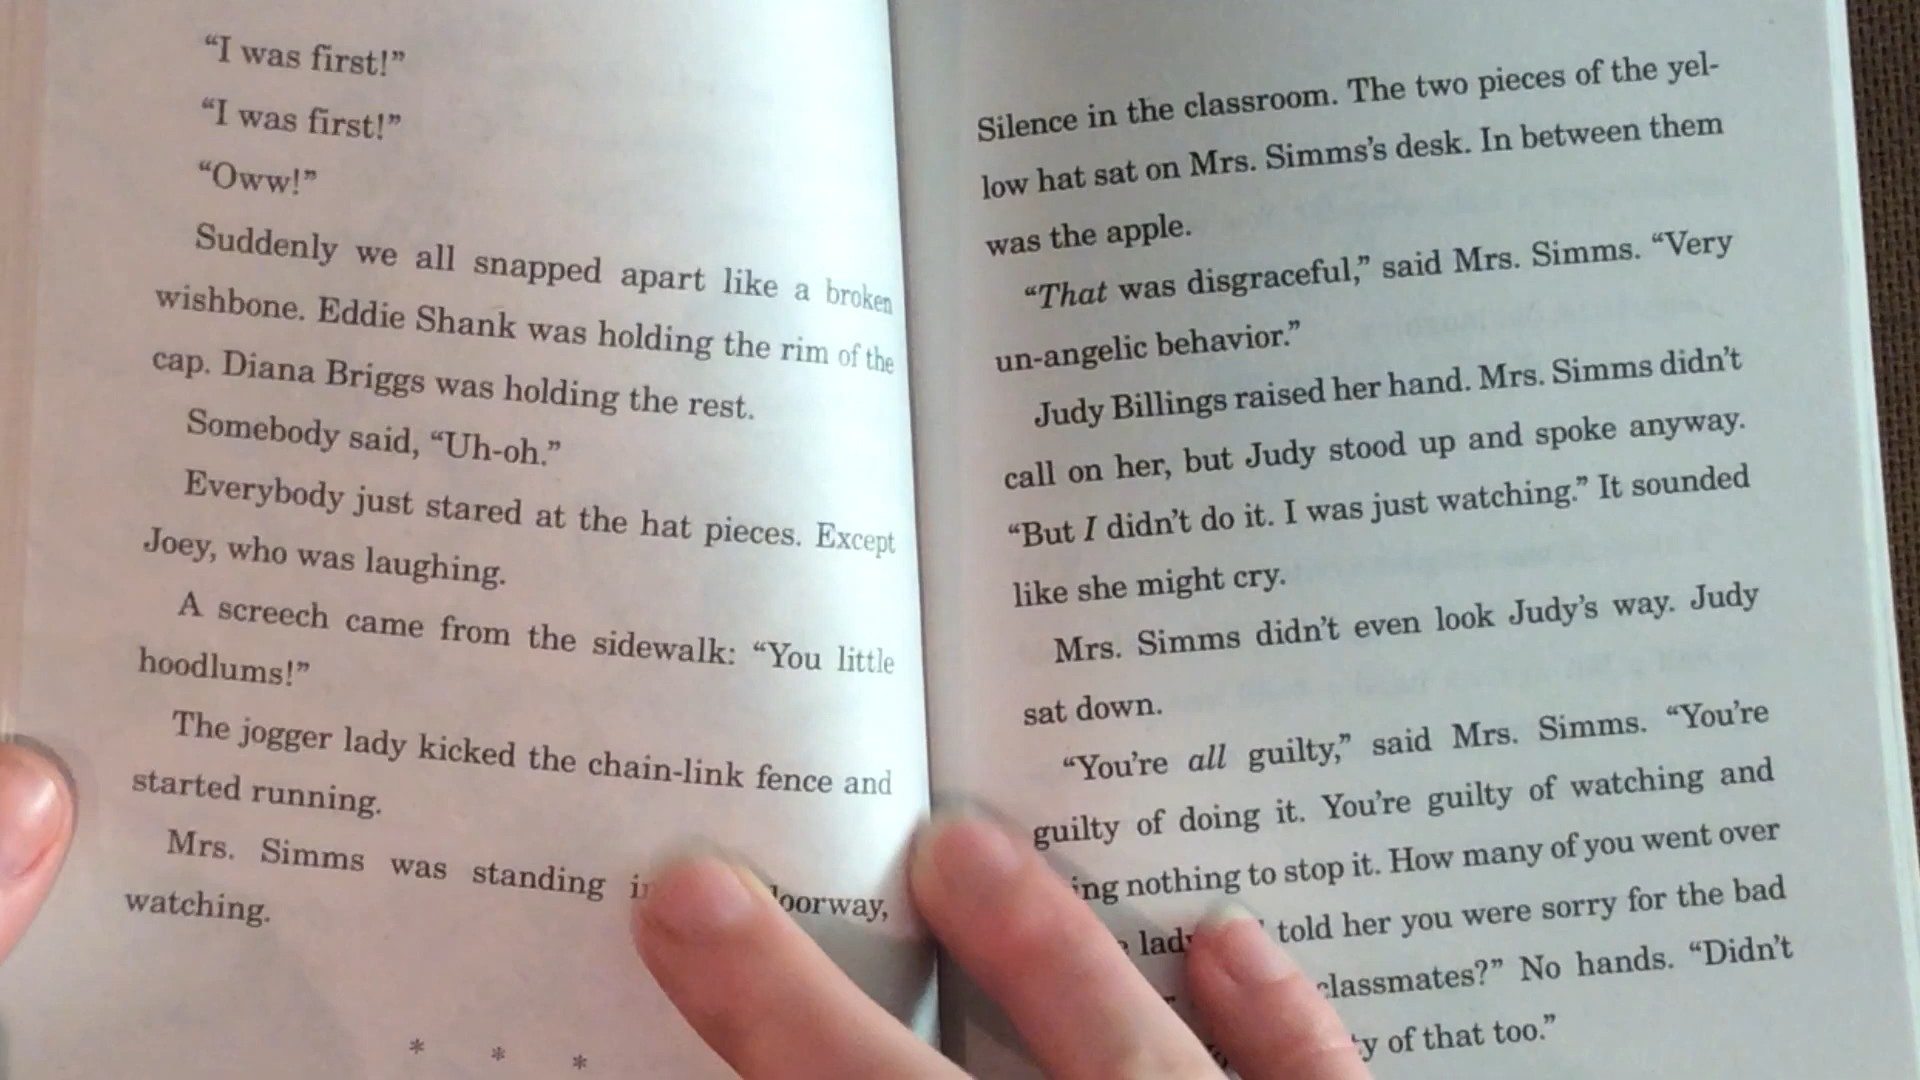 “I was first!”
“I was first!”
“Oww!”
Suddenly we all snapped apart like a broken
wishbone. Eddie Shank was holding the rim of the
cap. Diana Briggs was holding the rest.
Somebody said, “Uh-oh.”
Everybody just stared at the hat pieces. Except
Joey, who was laughing.
A screech came from the sidewalk: “You little
hoodlums!”
The jogger lady kicked the chain-link fence and
started running.
Mrs. Simms was standing
watching.
* * *
Silence in the classroom. The two pieces of the yel-
low hat sat on Mrs. Simms’s desk. In between them
was the apple.
“That was disgraceful,” said Mrs. Simms. “Very
un-angelic behavior.”
Judy Billings raised her hand. Mrs. Simms didn’t
call on her, but Judy stood up and spoke anyway.
“But I didn’t do it. I was just watching.” It sounded
like she might cry.
Mrs. Simms didn’t even look Judy’s way. Judy
sat down.
“You’re all guilty,” said Mrs. Simms. “You’re
guilty of doing it. You’re guilty of watching and
nothing to stop it. How many of you went over
told her you were sorry for the bad
classmates?” No hands. “Didn’t
of that too.”